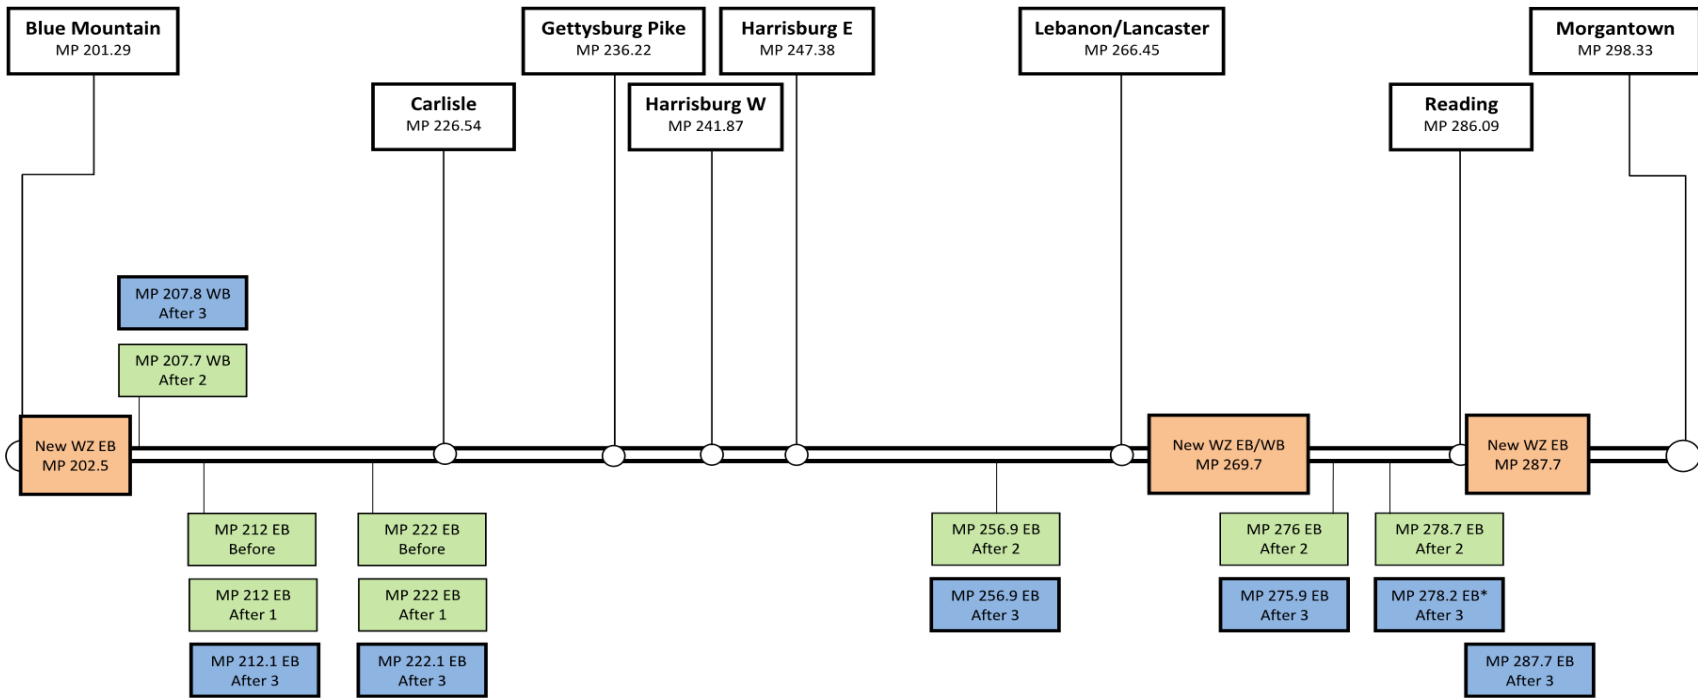 Blue Mountain
MP 201.29
Gettysburg Pike
MP 236.22
Harrisburg E
MP 247.38
Lebanon/Lancaster
MP 266.45
Morgantown
MP 298.33
Carlisle
MP 226.54
Harrisburg W
MP 241.87
Reading
MP 286.09
MP 207.8 WB
After 3
MP 207.7 WB
After 2
New WZ EB
MP 202.5
New WZ EB/WB
MP 269.7
New WZ EB
MP 287.7
MP 212 EB
Before
MP 222 EB
Before
MP 256.9 EB
After 2
MP 276 EB
After 2
MP 278.7 EB
After 2
MP 212 EB
After 1
MP 222 EB
After 1
MP 256.9 EB
After 3
MP 275.9 EB
After 3
MP 278.2 EB*
After 3
MP 212.1 EB
After 3
MP 222.1 EB
After 3
MP 287.7 EB
After 3